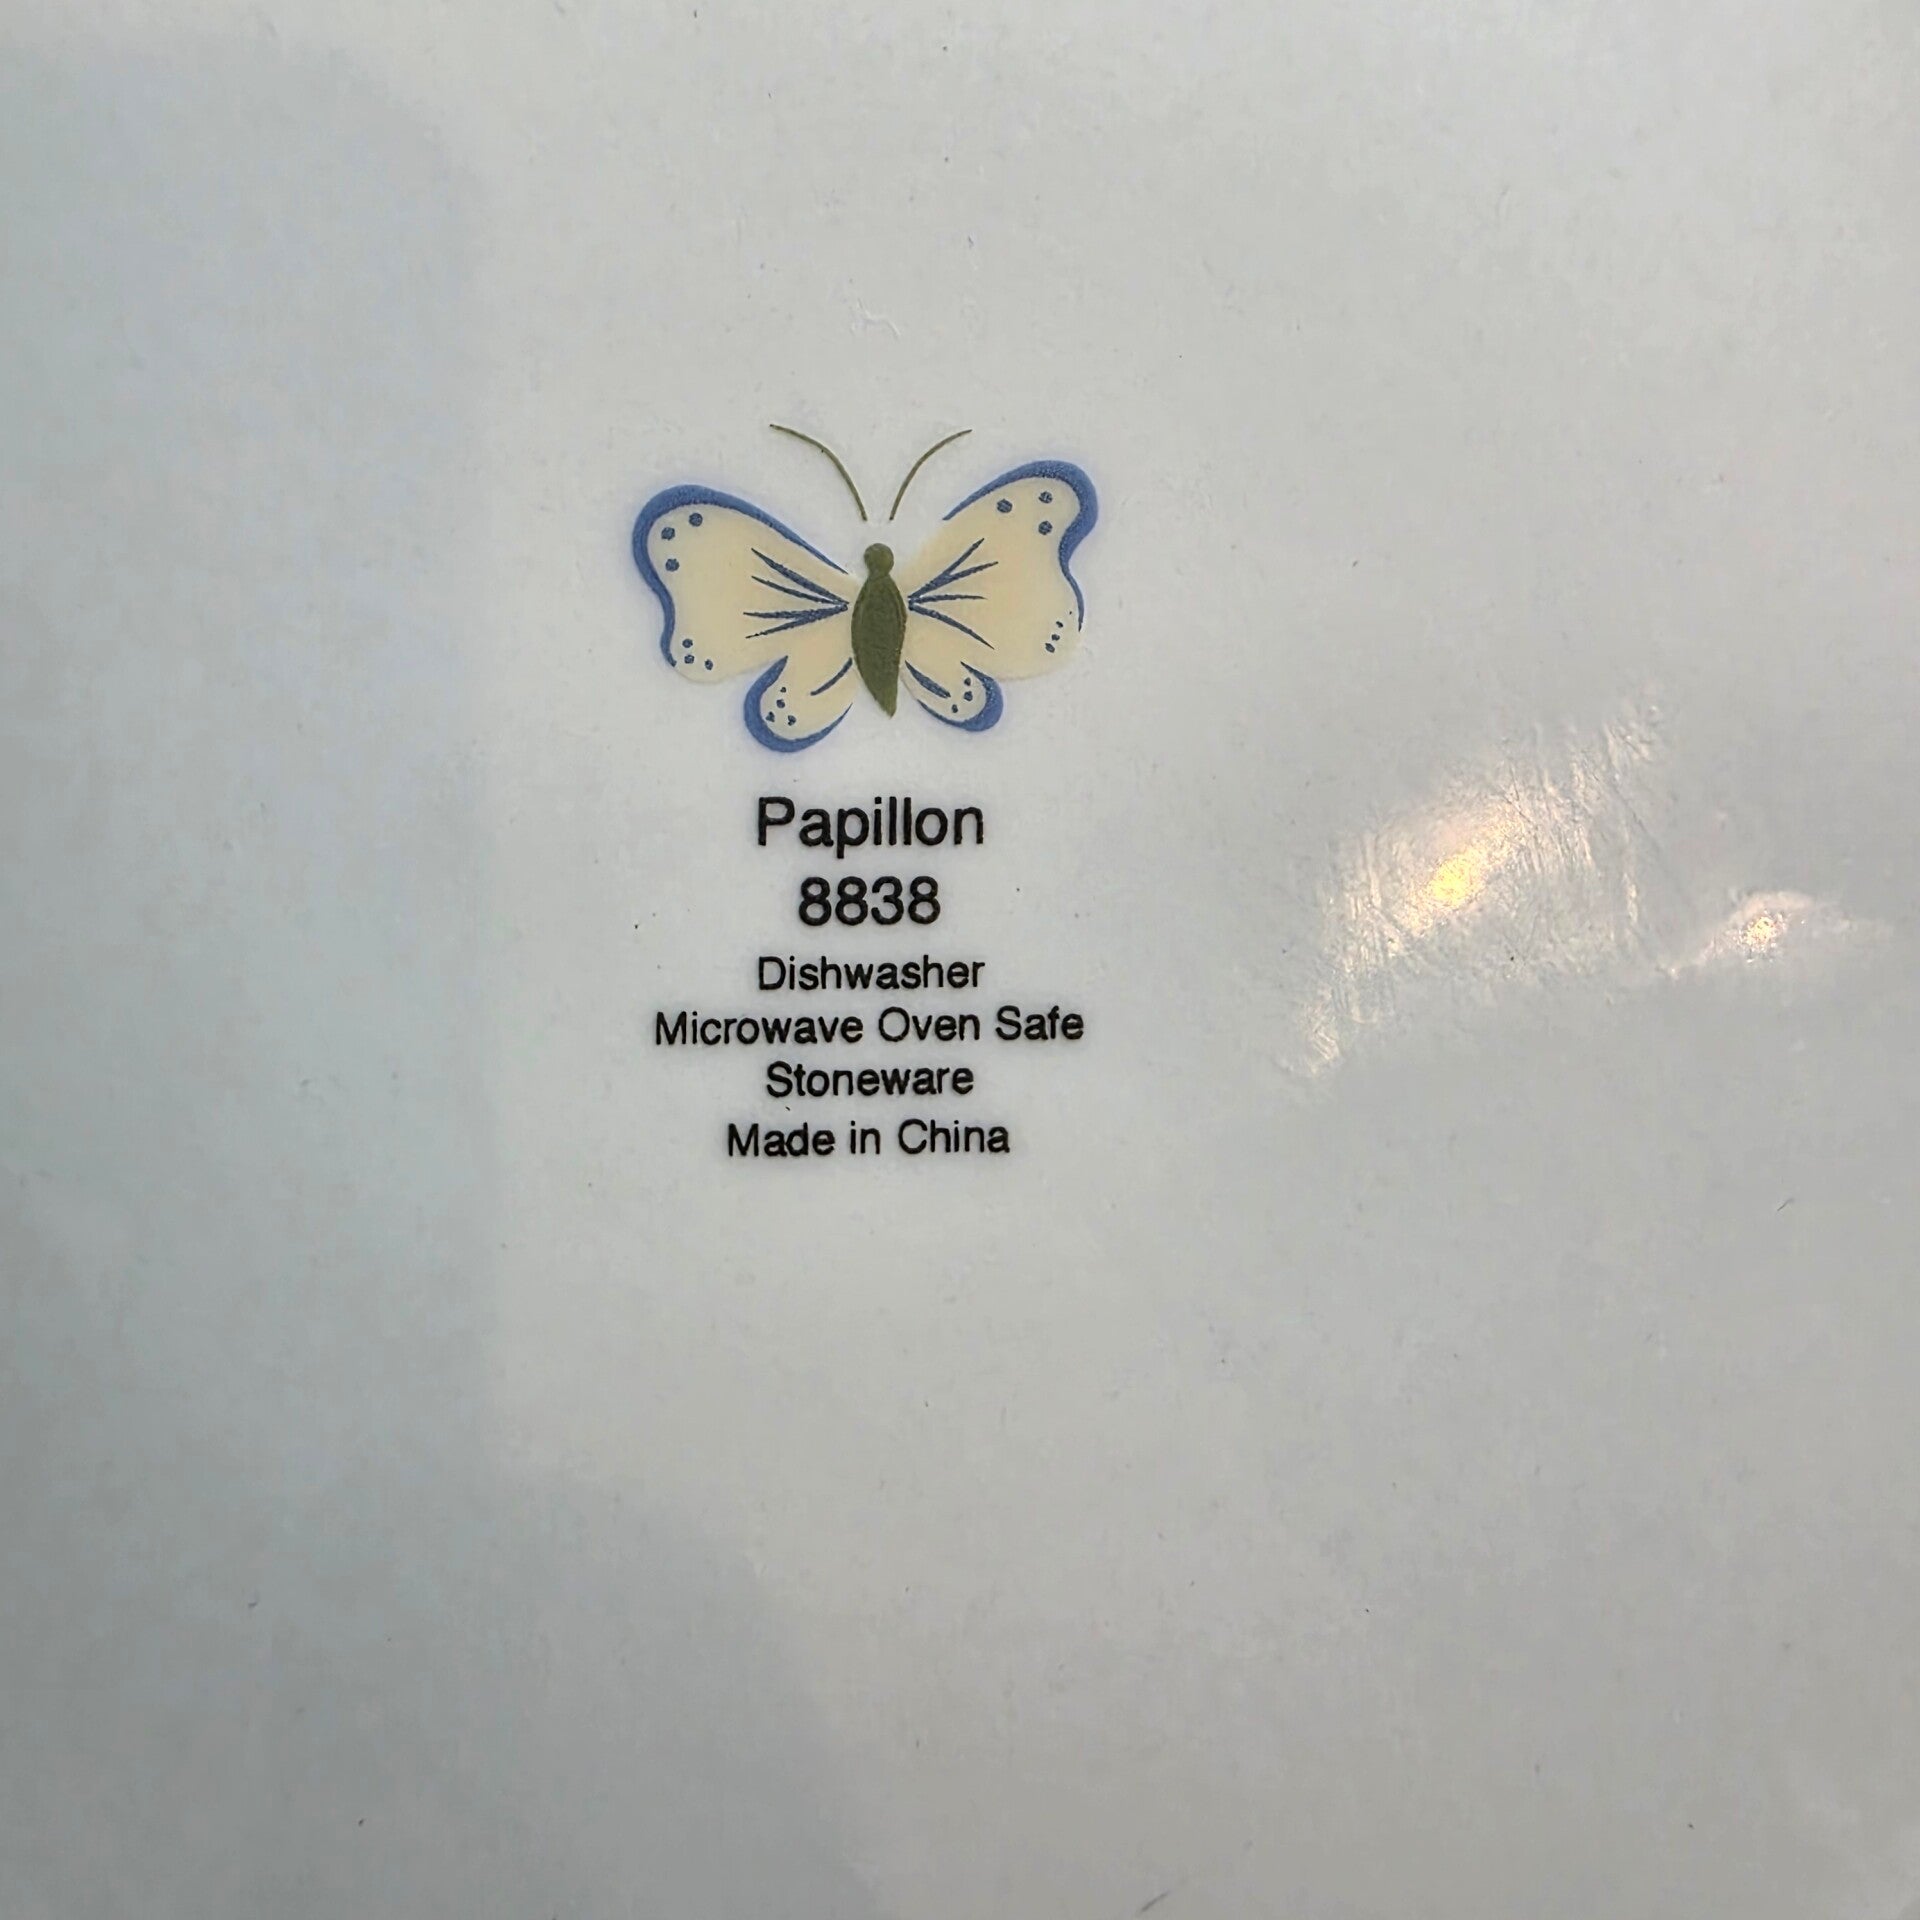 Papillon
8838
Dishwasher
Microwave Oven Safe
Stoneware
Made in China